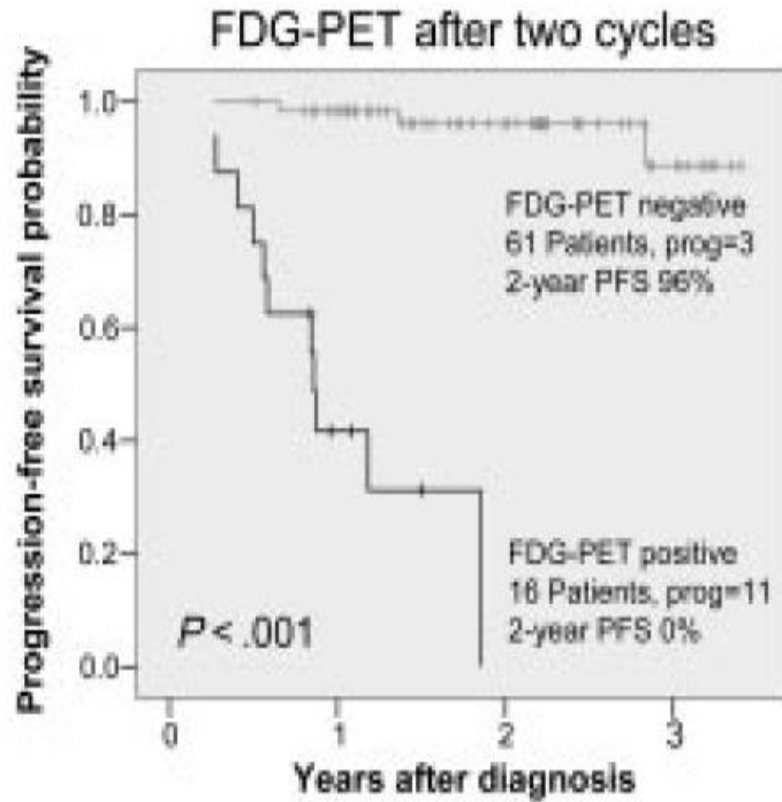 FDG-PET after two cycles
Progression-free survival probability
1.0
0.8
0.6
0.4
0.2
0.0
FDG-PET negative
61 Patients, prog=3
2-year PFS 96%
FDG-PET positive
16 Patients, prog=11
2-year PFS 0%
P < .001
0 1 2 3
Years after diagnosis